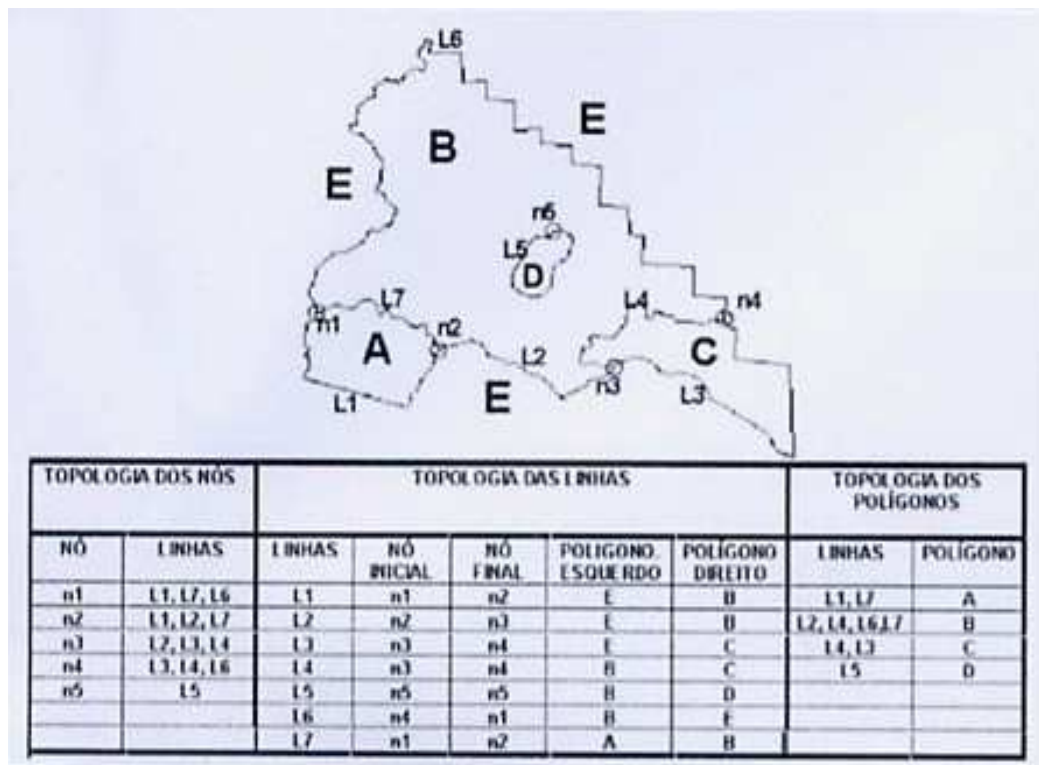 L6
B
E
E
n5
L5
D
L7
n1
A
n2
L4
n4
C
L2
n3
L1
E
L3
TOPOLOGIA DOS NÓS TOPOLOGIA DAS LINHAS TOPOLOGIA DOS
POLÍGONOS
NÓ LINHAS LINHAS NÓ INICIAL NÓ FINAL POLIGONO. ESQUERDO POLÍGONO DIREITO LINHAS POLÍGONO
n1 L1, L7, L6 L1 n1 n2 E B L1, L7 A
n2 L1, L2, L7 L2 n2 n3 E B L2, L4, L6,L7 B
n3 L2, L3, L4 L3 n3 n4 E C L4, L3 C
n4 L3, L4, L6 L4 n3 n4 B C L5 D
n5 L5 L5 n5 n5 B D
L6 n4 n1 B E
L7 n1 n2 A B